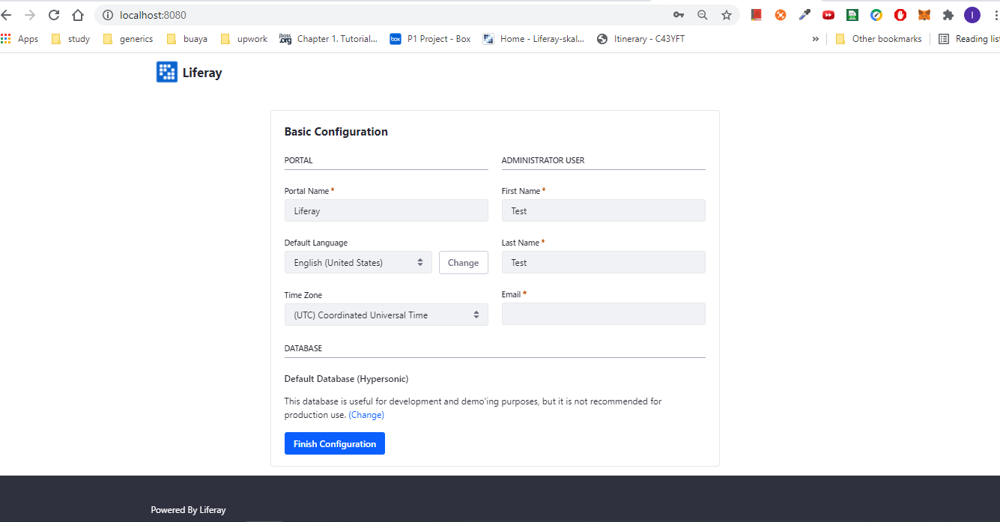 localhost:8080
Apps study generics buaya upwork Chapter 1. Tutorial... P1 Project - Box Home - Liferay-skal... Itinerary - C43YFT » Other bookmarks Reading list
Liferay
Basic Configuration
PORTAL
Portal Name *
Liferay
Default Language
English (United States) Change
Time Zone
(UTC) Coordinated Universal Time
ADMINISTRATOR USER
First Name *
Test
Last Name *
Test
Email *
DATABASE
Default Database (Hypersonic)
This database is useful for development and demo'ing purposes, but it is not recommended for
production use. (Change)
Finish Configuration
Powered By Liferay